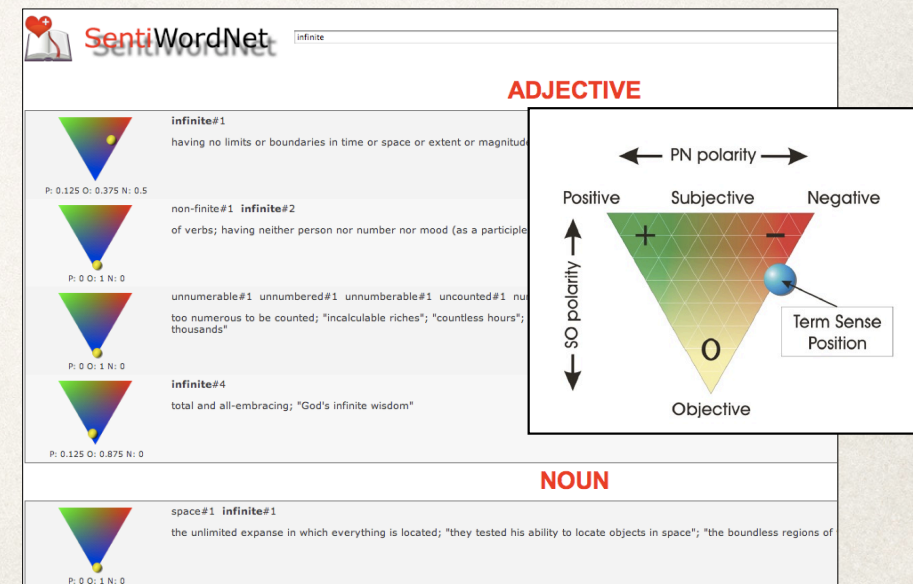 SentiWordNet
infinite
ADJECTIVE
infinite#1
having no limits or boundaries in time or space or extent or magnitude
P: 0.125 O: 0.375 N: 0.5
non-finite#1 infinite#2
of verbs; having neither person nor number nor mood (as a participle
P: 0 O: 1 N: 0
unnumerable#1 unnumbered#1 unnumberable#1 uncounted#1
too numerous to be counted; "incalculable riches"; "countless hours";
thousands"
P: 0 O: 1 N: 0
infinite#4
total and all-embracing; "God's infinite wisdom"
P: 0.125 O: 0.875 N: 0
PN polarity
Positive Subjective Negative
+ −
SO polarity
Term Sense
Position
O
Objective
NOUN
space#1 infinite#1
the unlimited expanse in which everything is located; "they tested his ability to locate objects in space"; "the boundless regions of
P: 0 O: 1 N: 0